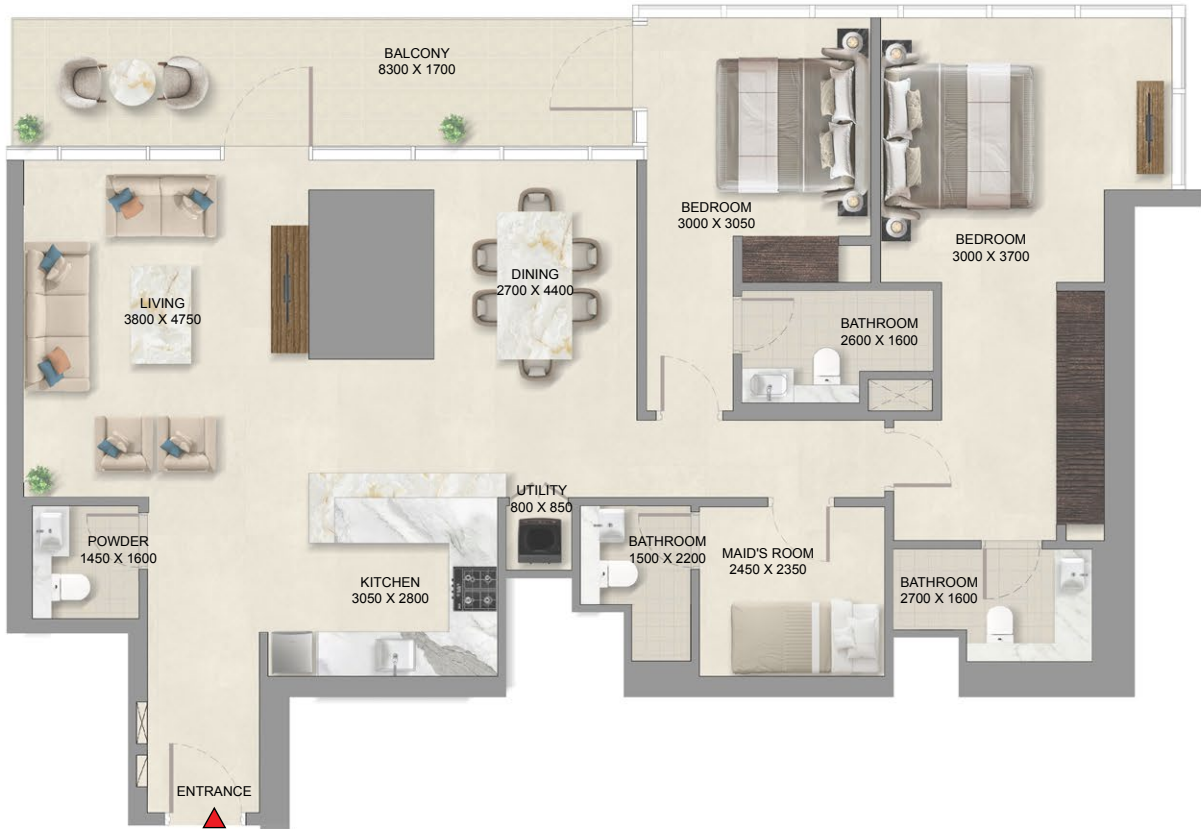 BALCONY
8300 X 1700
BEDROOM
3000 X 3050
BEDROOM
3000 X 3700
LIVING
3800 X 4750
DINING
2700 X 4400
BATHROOM
2600 X 1600
UTILITY
800 X 850
POWDER
1450 X 1600
KITCHEN
3050 X 2800
BATHROOM
1500 X 2200
MAID'S ROOM
2450 X 2350
BATHROOM
2700 X 1600
ENTRANCE